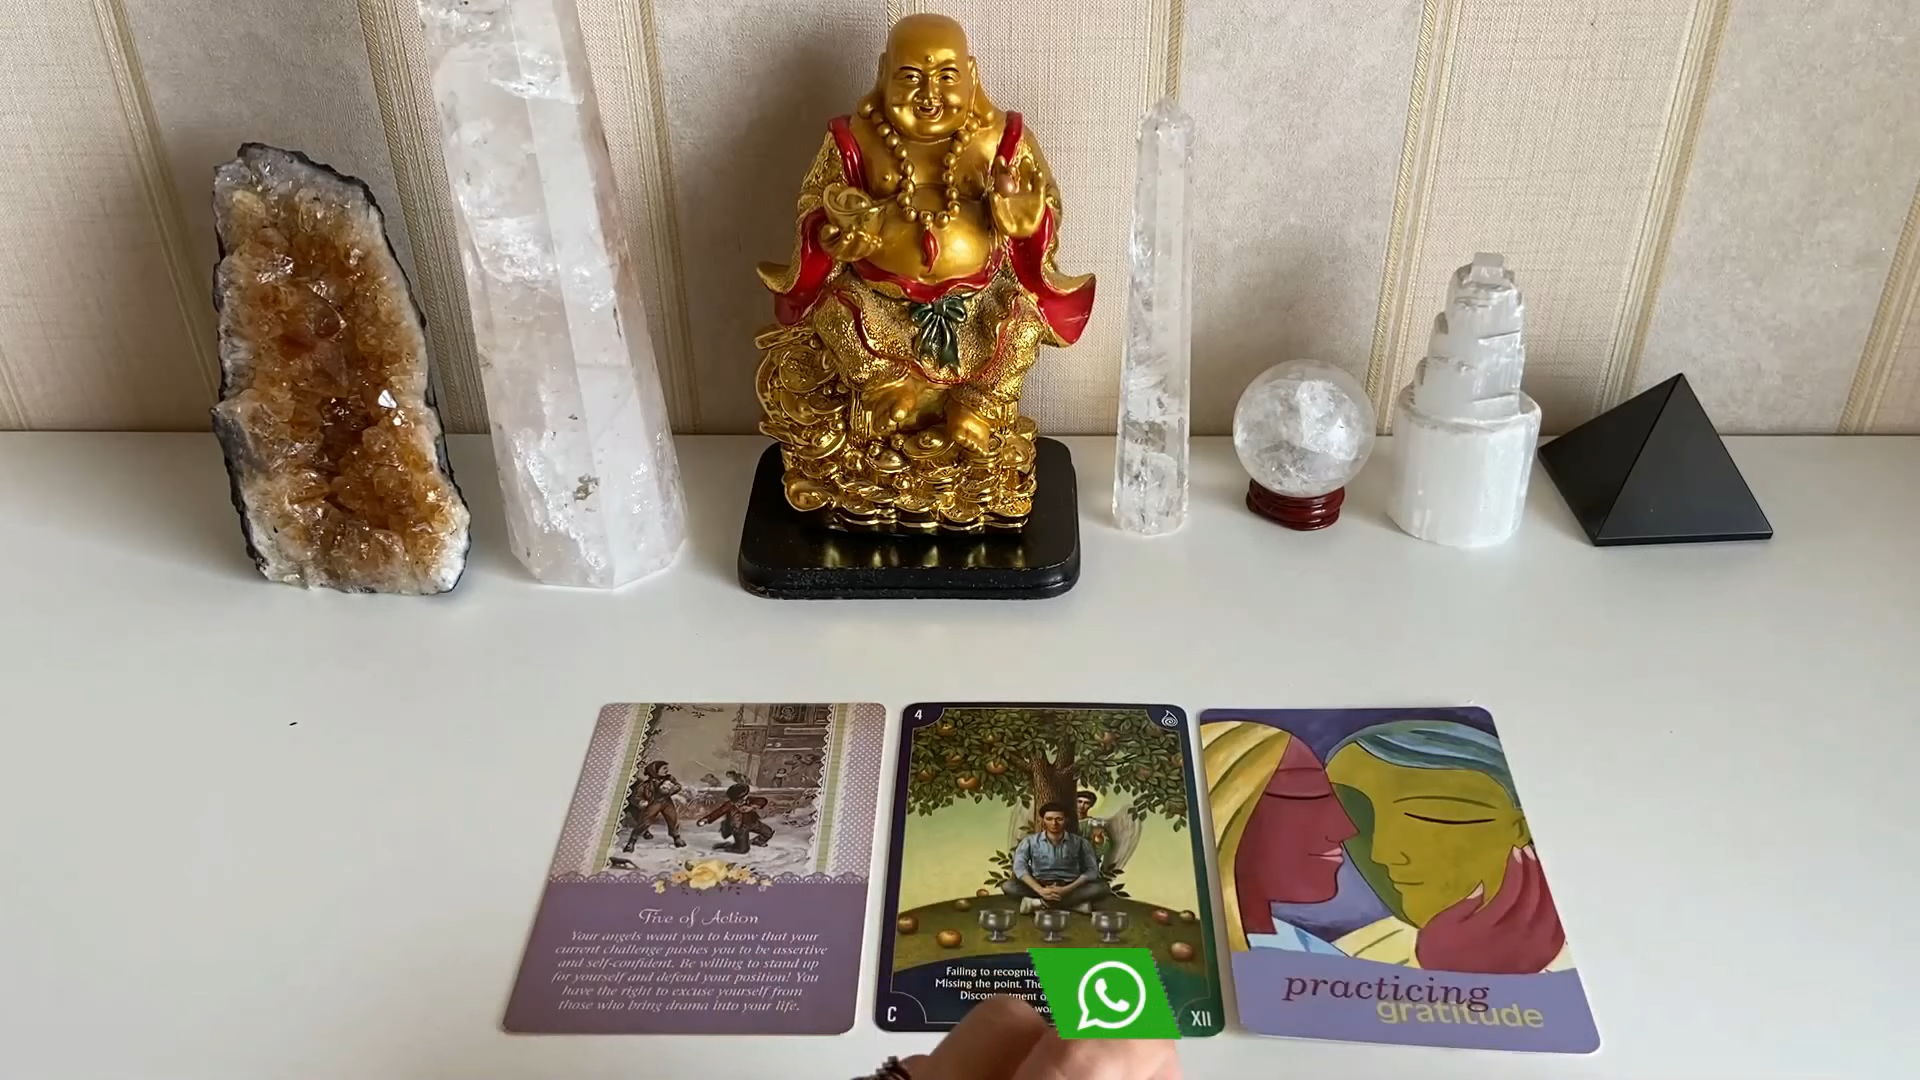 Five of Action
Your angels want you to know that your
current challenge pushes you to be assertive
and self-confident. Be willing to stand up
for yourself and defend your position! You
have the right to excuse yourself from
those who bring drama into your life.
4
Failing to recognize
Missing the point. The
C
XII
practicing
gratitude